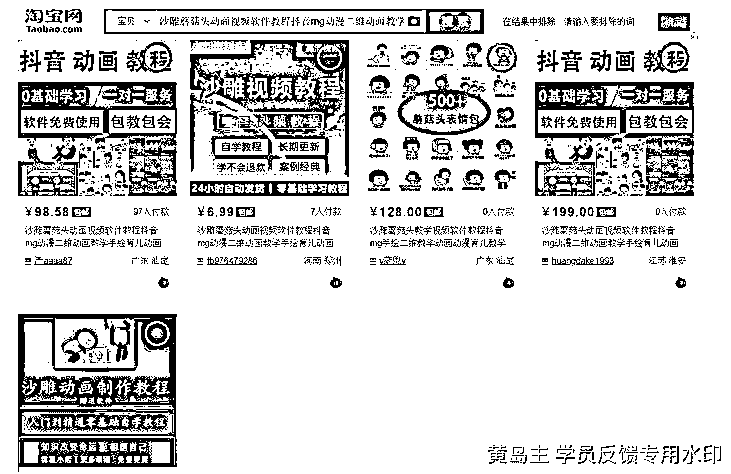 淘宝网
Taobao.com
宝贝
沙雕蘑菇头动画视频软件教程抖音mg动漫二维动画教学
搜索
在结果中排除 请输入要排除的词
确定
抖音 动画 教程
0基础学习 一对一服务
软件免费使用 包教包会
¥98.58 包邮 97人付款
沙雕蘑菇头动画视频软件教程抖音
mg动漫二维动画教学手绘育儿动画
广东 汕尾
沙雕视频教程
自学教程 长期更新
学不会退款 案例经典
24小时自动发货 零基础学习教程
¥6.99 包邮 7人付款
沙雕蘑菇头动画视频软件教程抖音
mg动漫二维动画教学手绘育儿动画
tb976479286 河南 郑州
500+
蘑菇头表情包
¥128.00 包邮 0人付款
沙雕蘑菇头教学视频软件教程抖音
mg手绘二维教学动画动漫育儿教学
抖音 动画 教程
0基础学习 一对一服务
软件免费使用 包教包会
¥199.00 包邮 0人付款
沙雕蘑菇头动画视频软件教程抖音
mg动漫二维动画教学手绘育儿动画
huangdake1993 江苏 淮安
沙雕动画制作教程
赠送软件
入门到精通零基础自学教程
黄岛主 学员反馈专用水印